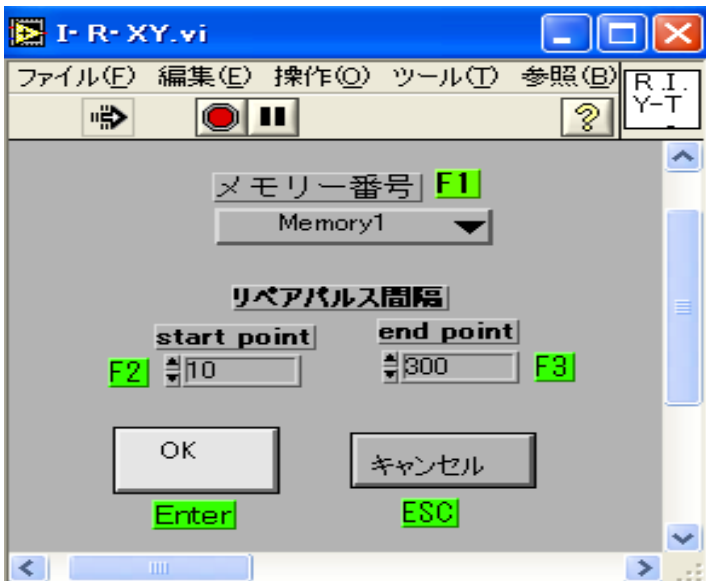 I- R- XY.vi
ファイル(F) 編集(E) 操作(O) ツール(T) 参照(B)
R.I.
Y-T
?
メモリー番号 F1
Memory1
リペアパルス間隔
start point end point
F2 10 300 F3
OK キャンセル
Enter ESC